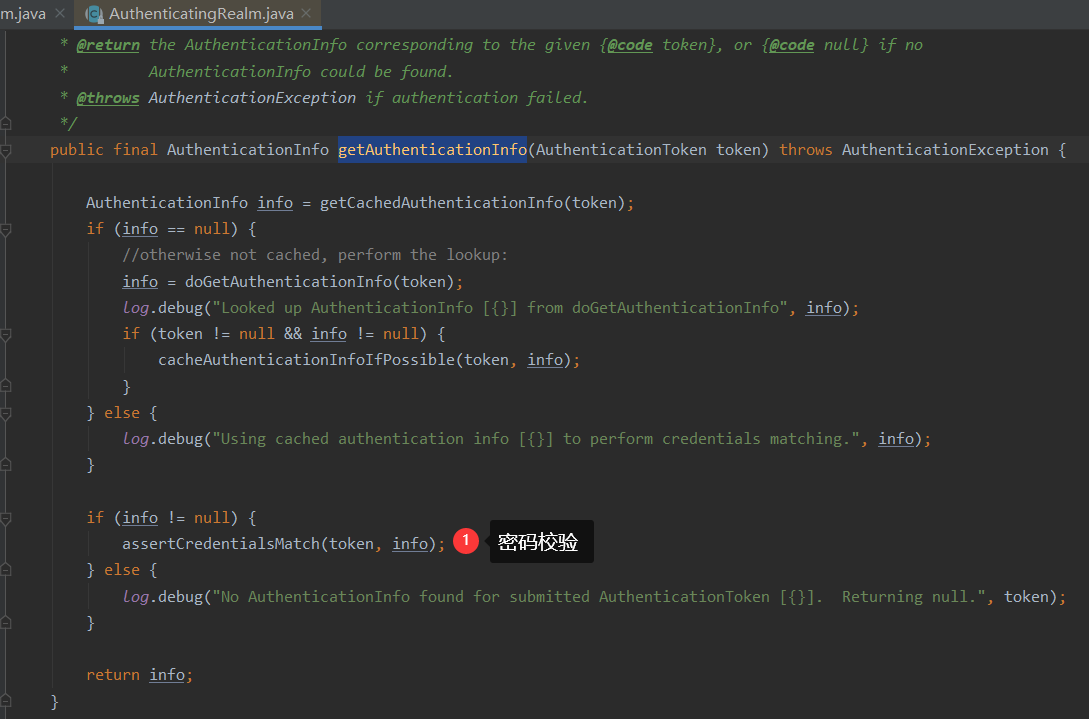 m.java × AuthenticatingRealm.java ×
* @return the AuthenticationInfo corresponding to the given {@code token}, or {@code null} if no
* AuthenticationInfo could be found.
* @throws AuthenticationException if authentication failed.
*/
public final AuthenticationInfo getAuthenticationInfo(AuthenticationToken token) throws AuthenticationException {
AuthenticationInfo info = getCachedAuthenticationInfo(token);
if (info == null) {
//otherwise not cached, perform the lookup:
info = doGetAuthenticationInfo(token);
log.debug("Looked up AuthenticationInfo [{}] from doGetAuthenticationInfo", info);
if (token != null && info != null) {
cacheAuthenticationInfoIfPossible(token, info);
}
} else {
log.debug("Using cached authentication info [{}] to perform credentials matching.", info);
}
if (info != null) {
assertCredentialsMatch(token, info); 1 密码校验
} else {
log.debug("No AuthenticationInfo found for submitted AuthenticationToken [{}].  Returning null.", token);
}
return info;
}